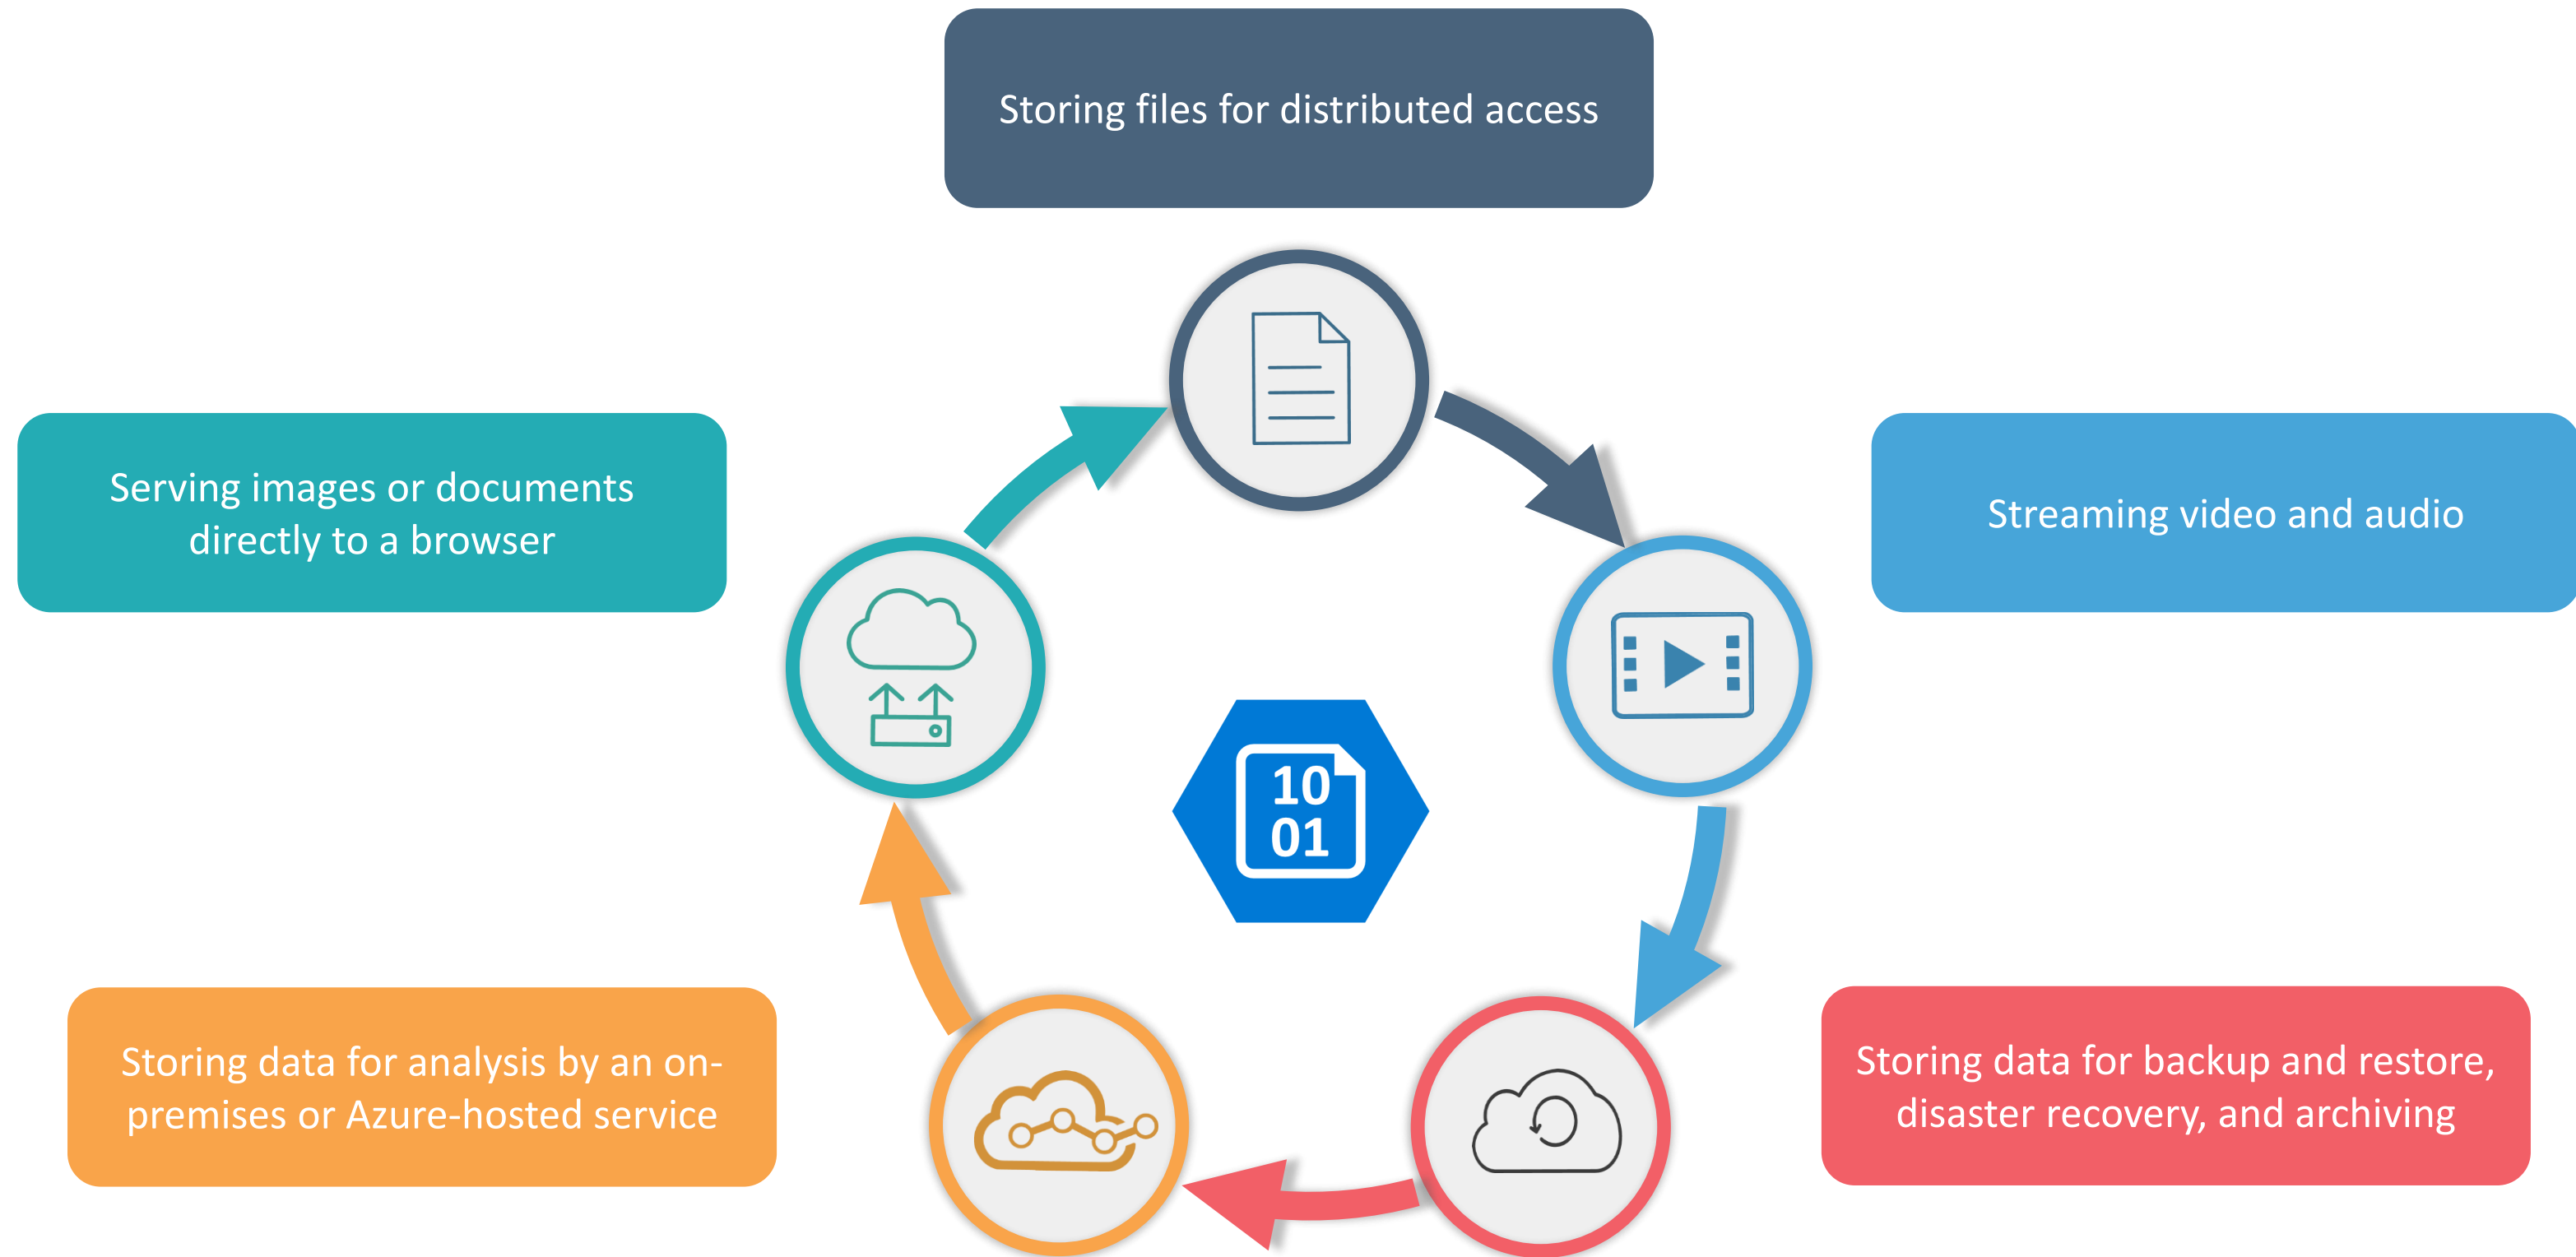 Storing files for distributed access
Serving images or documents
directly to a browser
Streaming video and audio
10
01
Storing data for analysis by an on-
premises or Azure-hosted service
Storing data for backup and restore,
disaster recovery, and archiving